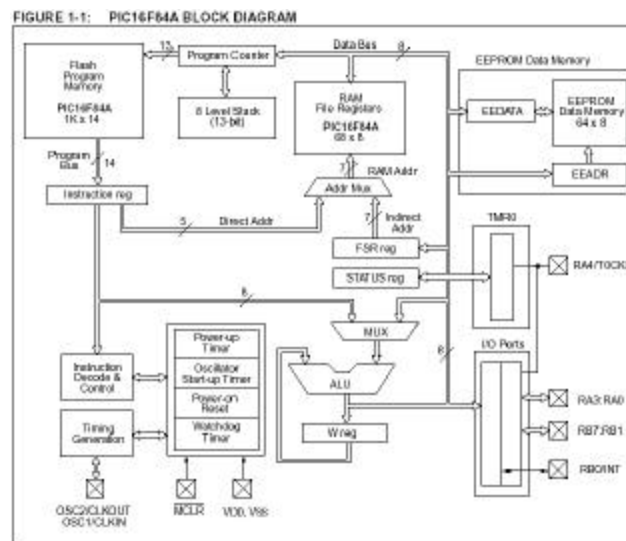 FIGURE 1-1: PIC16F84A BLOCK DIAGRAM
13
Program Counter
Data Bus
8
EEPROM Data Memory
Flash
Program
Memory
PIC16F84A
1K x 14
8 Level Stack
(13-bit)
RAM
File Registers
PIC16F84A
68 x 8
EEDATA
EEPROM
Data Memory
64 x 8
EEADR
Program
Bus
14
7
RAM Addr
Instruction reg
Addr Mux
5
Direct Addr
7
Indirect
Addr
TMR0
FSR reg
RA4/T0CKI
STATUS reg
8
MUX
8
I/O Ports
Power-up
Timer
Instruction
Decode &
Control
Oscillator
Start-up Timer
ALU
Power-on
Reset
RA3:RA0
Timing
Generation
Watchdog
Timer
W reg
RB7:RB1
RB0/INT
OSC2/CLKOUT
OSC1/CLKIN
MCLR
VDD, VSS